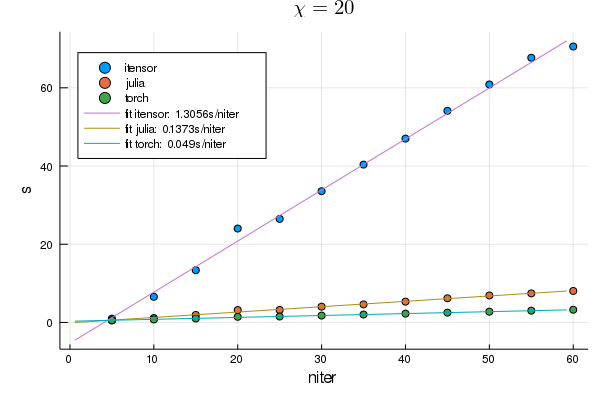 χ = 20
s
60
40
20
0
itensor
julia
torch
fit itensor: 1.3056s/niter
fit julia: 0.1373s/niter
fit torch: 0.049s/niter
0 10 20 30 40 50 60
niter